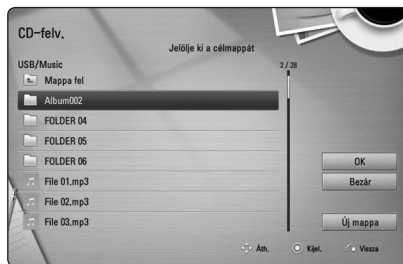 CD-felv.
Jelölje ki a célmappát
USB/Music
2 / 28
Mappa fel
Album002
FOLDER 04
FOLDER 05
FOLDER 06
File 01.mp3
File 02.mp3
File 03.mp3
OK
Bezár
Új mappa
Áth.
Kijel.
Vissza